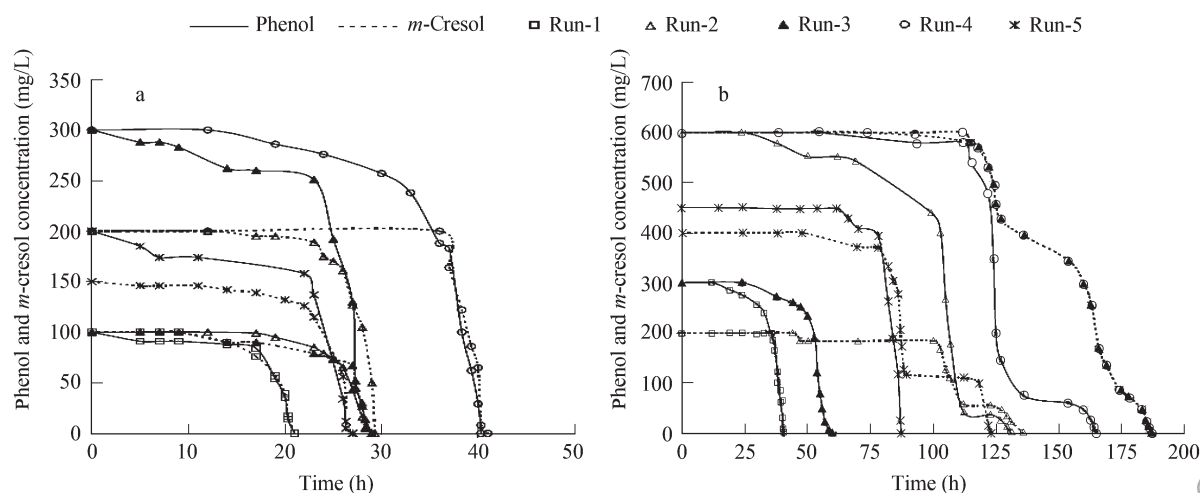 Phenol m-Cresol Run-1 Run-2 Run-3 Run-4 Run-5
Phenol and m-cresol concentration (mg/L)
350
300
250
200
150
100
50
0
a
0 10 20 30 40 50
Time (h)
Phenol and m-cresol concentration (mg/L)
700
600
500
400
300
200
100
0
b
0 25 50 75 100 125 150 175 200
Time (h)